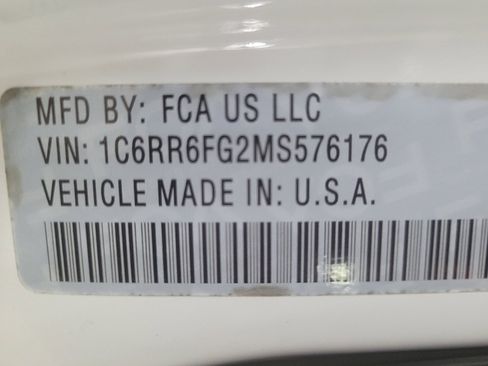 MFD BY: FCA US LLC
VIN: 1C6RR6FG2MS576176
VEHICLE MADE IN: U.S.A.